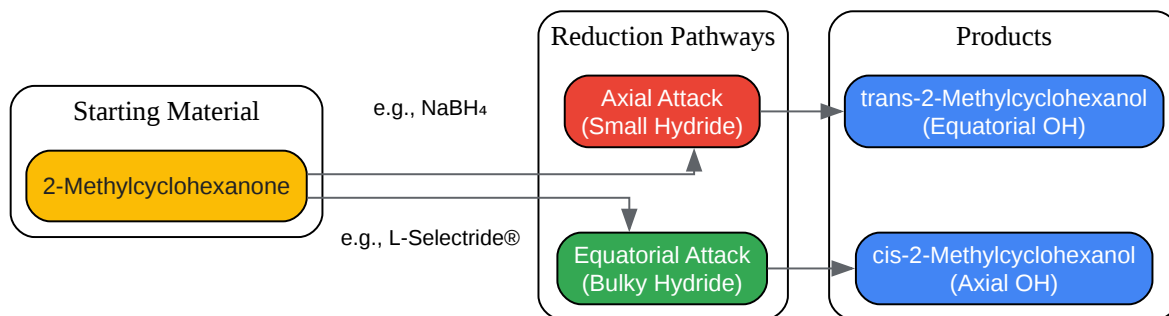 Starting Material
2-Methylcyclohexanone
e.g., NaBH₄
e.g., L-Selectride®
Reduction Pathways
Axial Attack
(Small Hydride)
Equatorial Attack
(Bulky Hydride)
Products
trans-2-Methylcyclohexanol
(Equatorial OH)
cis-2-Methylcyclohexanol
(Axial OH)